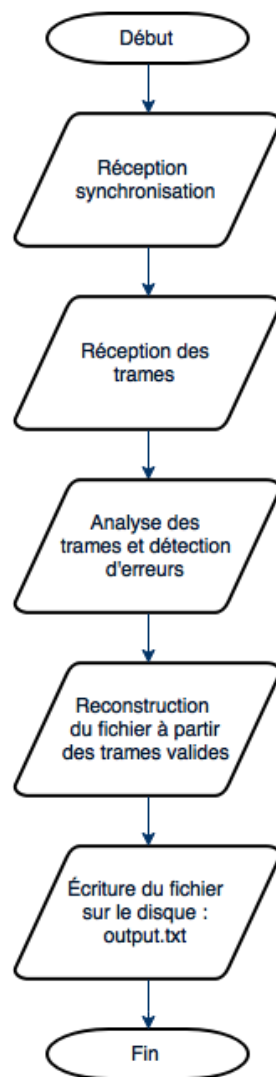 Début
Réception
synchronisation
Réception des
trames
Analyse des
trames et détection
d'erreurs
Reconstruction
du fichier à partir
des trames valides
Écriture du fichier
sur le disque :
output.txt
Fin